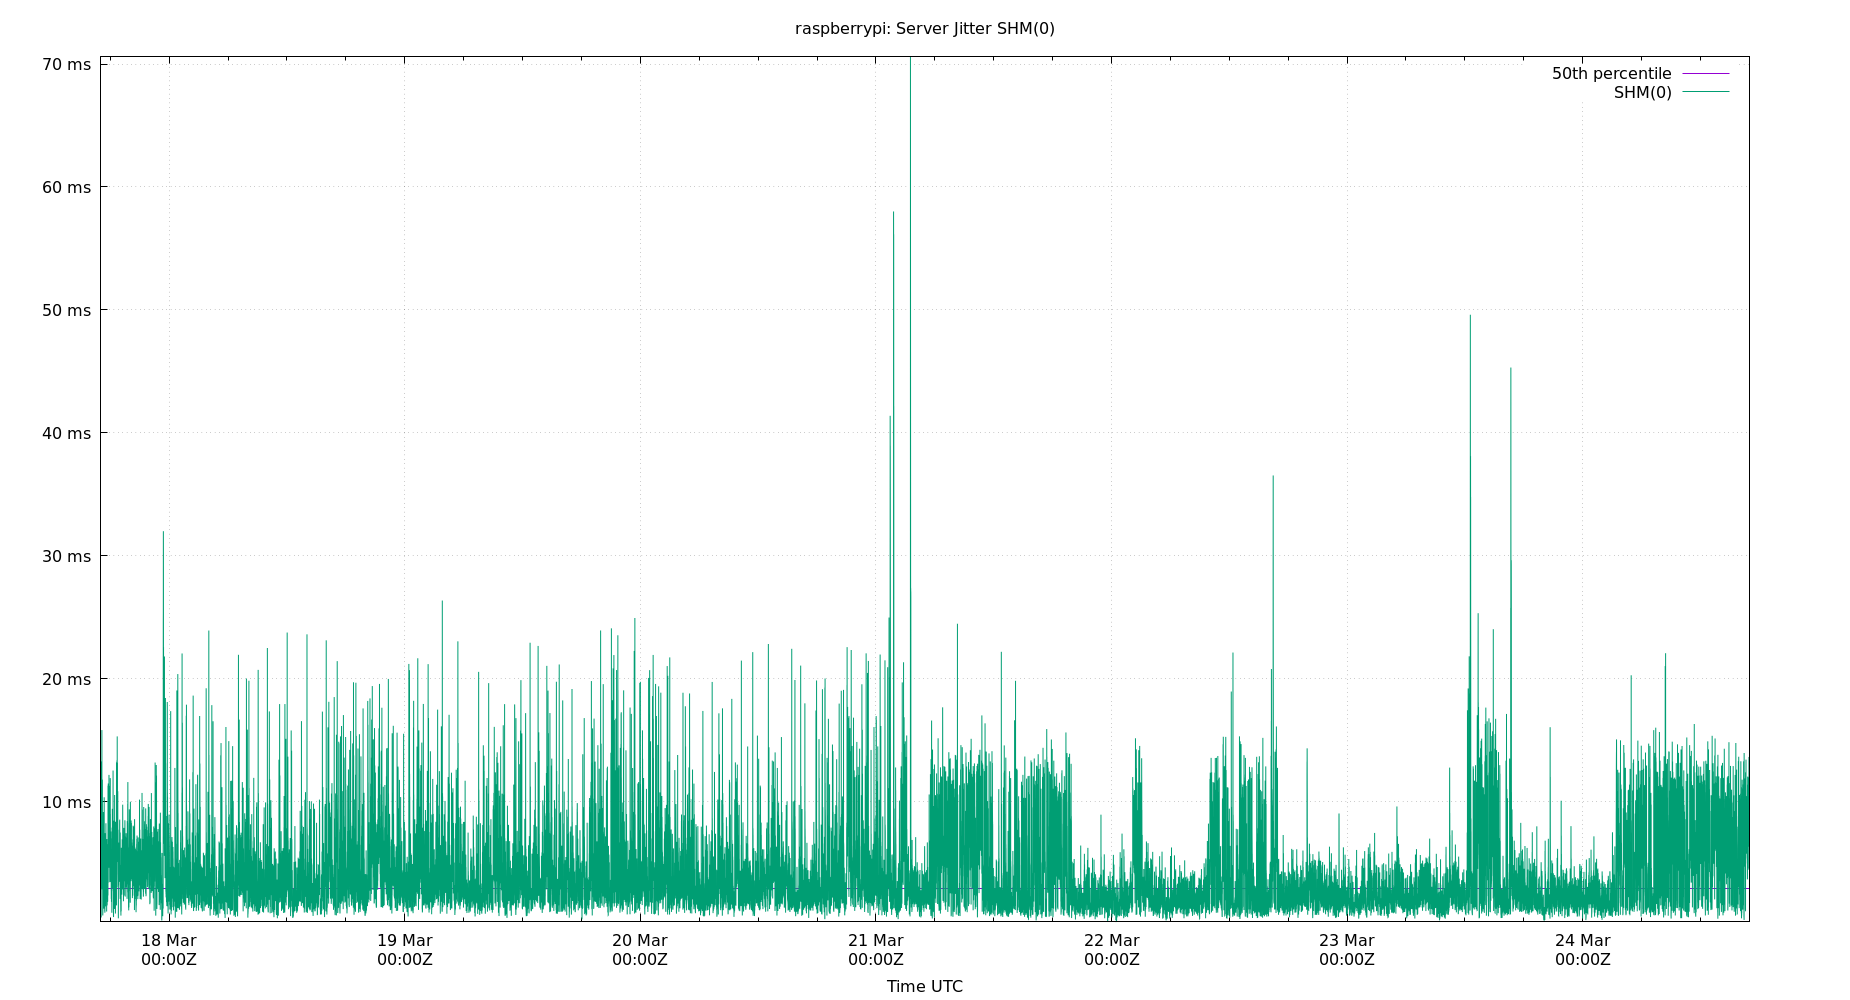 raspberrypi: Server Jitter SHM(0)
70 ms
60 ms
50 ms
40 ms
30 ms
20 ms
10 ms
50th percentile
SHM(0)
18 Mar
00:00Z
19 Mar
00:00Z
20 Mar
00:00Z
21 Mar
00:00Z
22 Mar
00:00Z
23 Mar
00:00Z
24 Mar
00:00Z
Time UTC